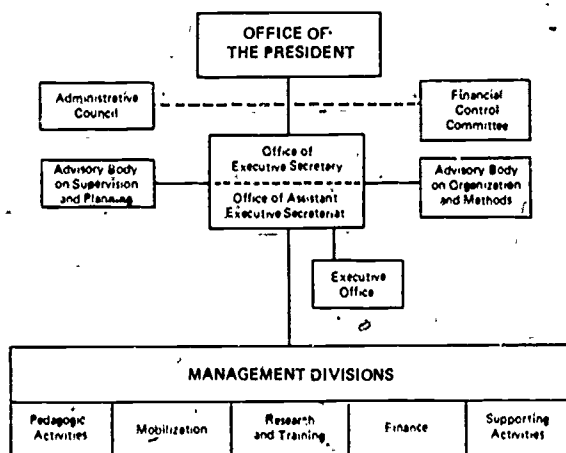 OFFICE OF
THE PRESIDENT
Administrative
Council
Financial
Control
Committee
Office of
Executive Secretary
Office of Assistant
Executive Secretariat
Advisory Body
on Supervision
and Planning
Advisory Body
on Organization
and Methods
Executive
Office
MANAGEMENT DIVISIONS
Pedagogic
Activities
Mobilization
Research
and Training
Finance
Supporting
Activities